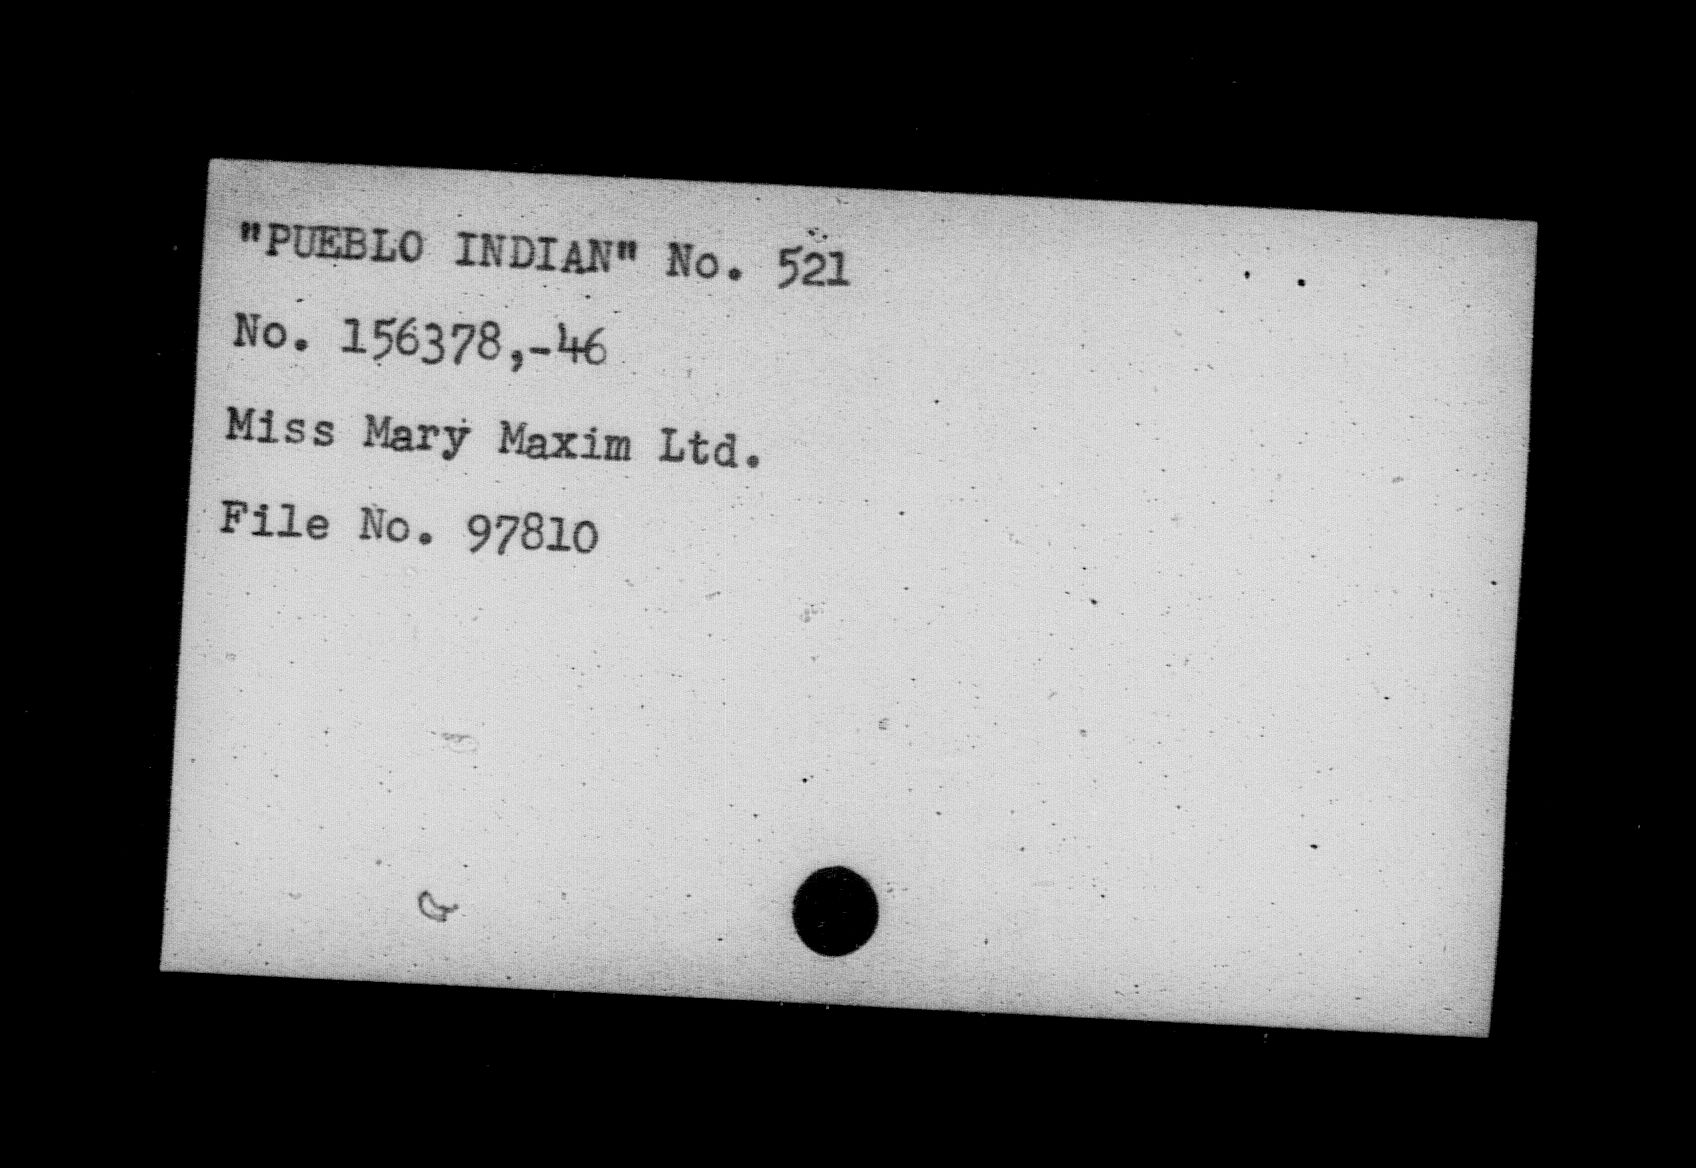 "PUEBLO INDIAN" No. 521
No. 156378,-46
Miss Mary Maxim Ltd.
File No. 97810